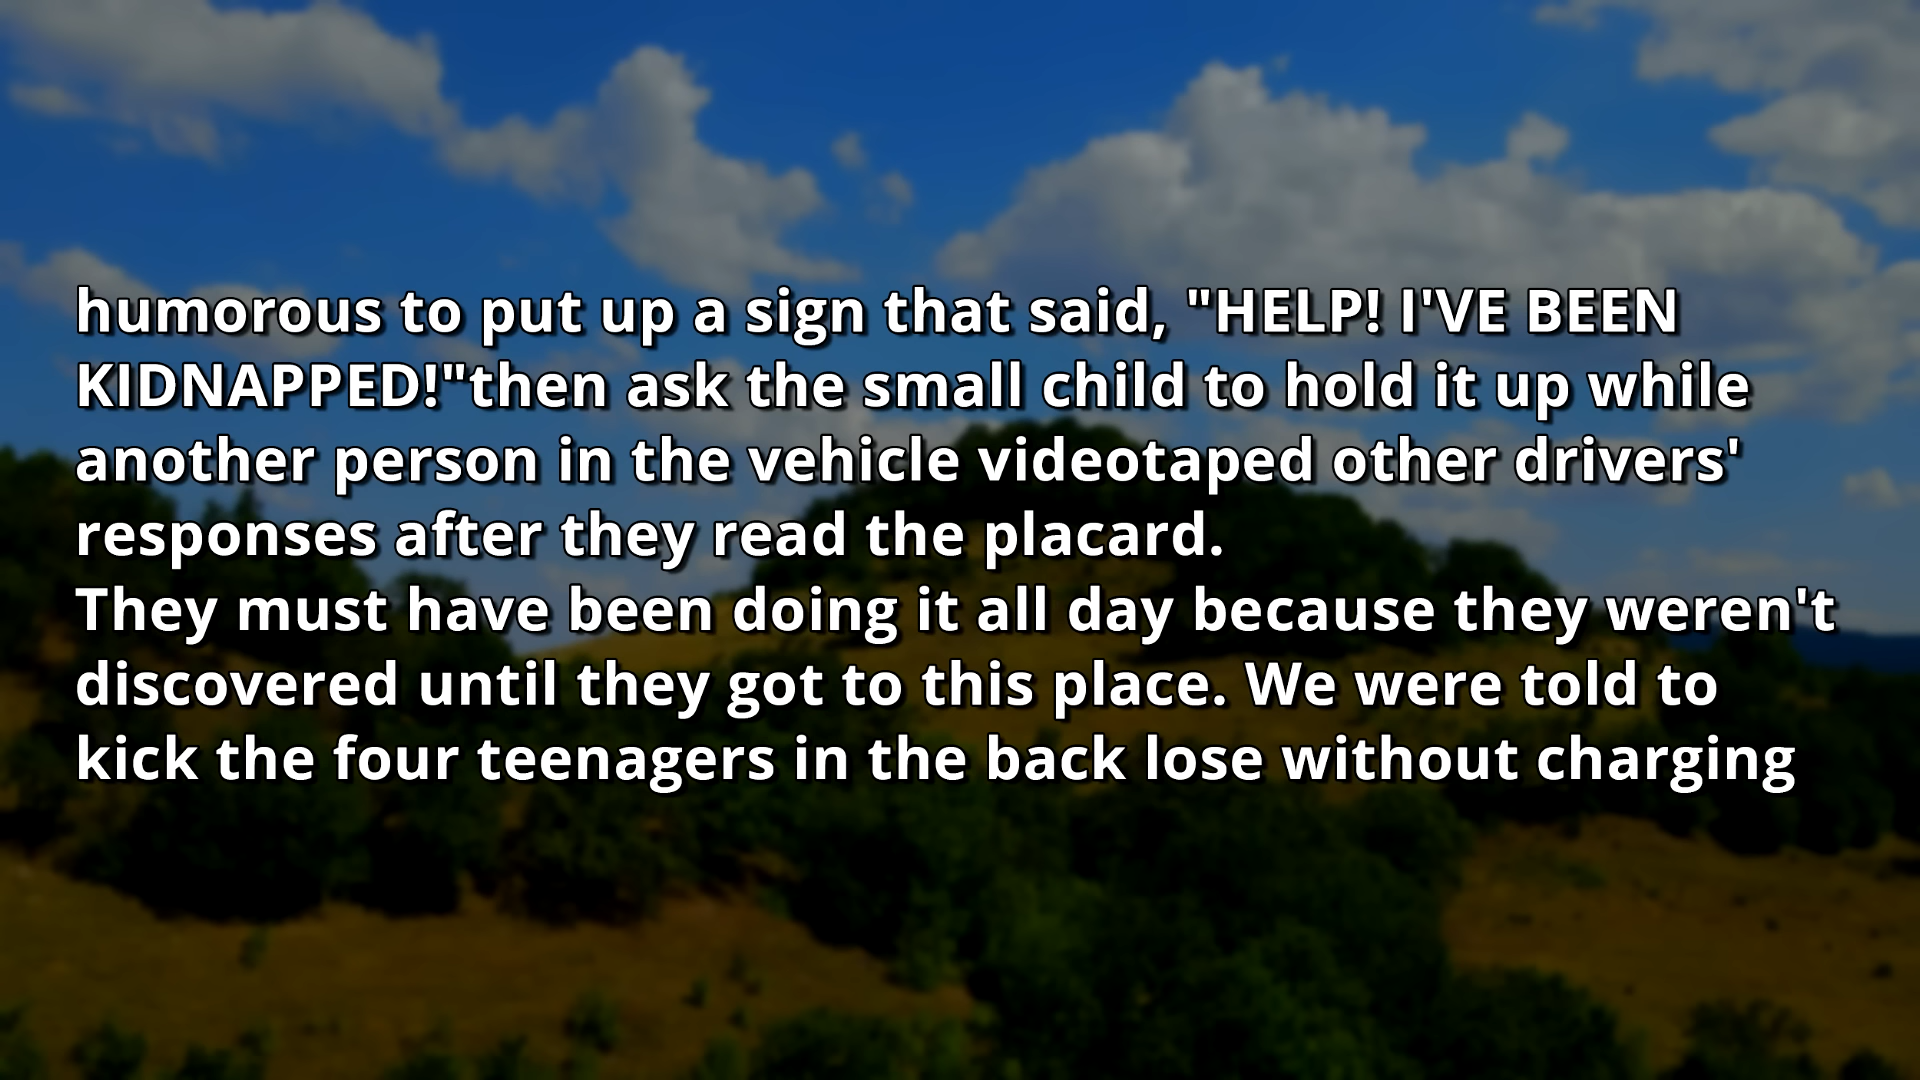 humorous to put up a sign that said, "HELP! I'VE BEEN
KIDNAPPED!"then ask the small child to hold it up while
another person in the vehicle videotaped other drivers'
responses after they read the placard.
They must have been doing it all day because they weren't
discovered until they got to this place. We were told to
kick the four teenagers in the back lose without charging